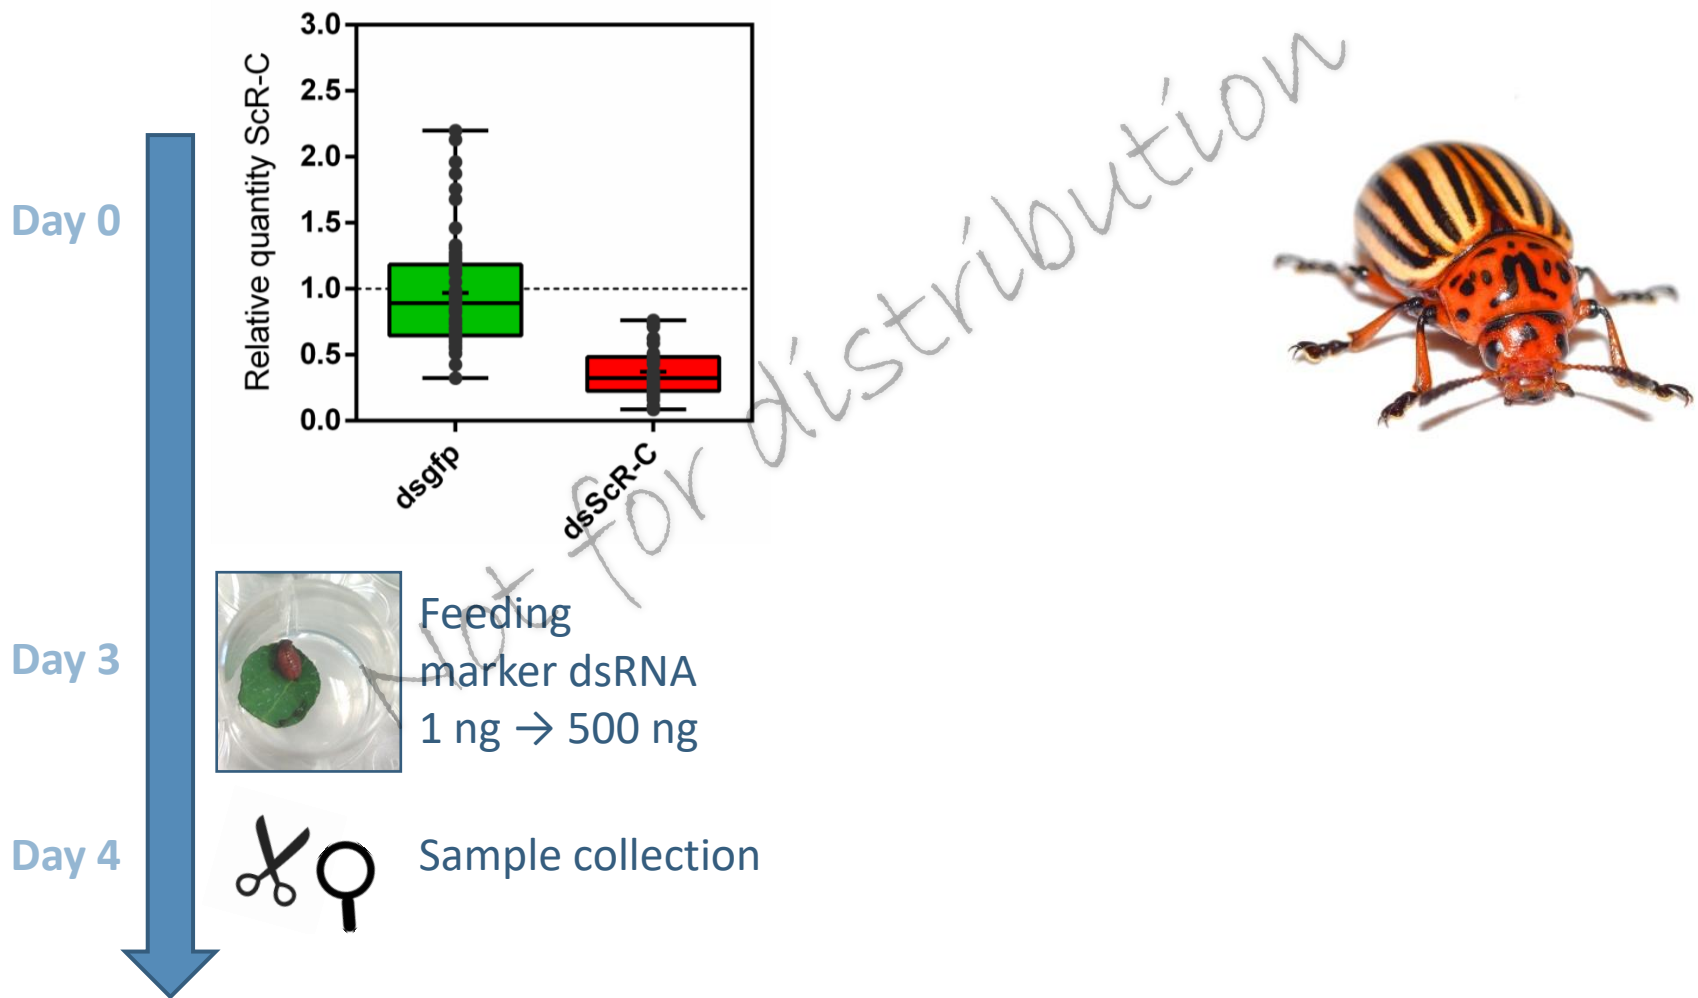 3.0
2.5
2.0
1.5
1.0
0.5
0.0
Relative quantity ScR-C
dsgfp
dsScR-C
Day 0
Not for distribution
Day 3
Feeding
marker dsRNA
1 ng → 500 ng
Day 4
Sample collection